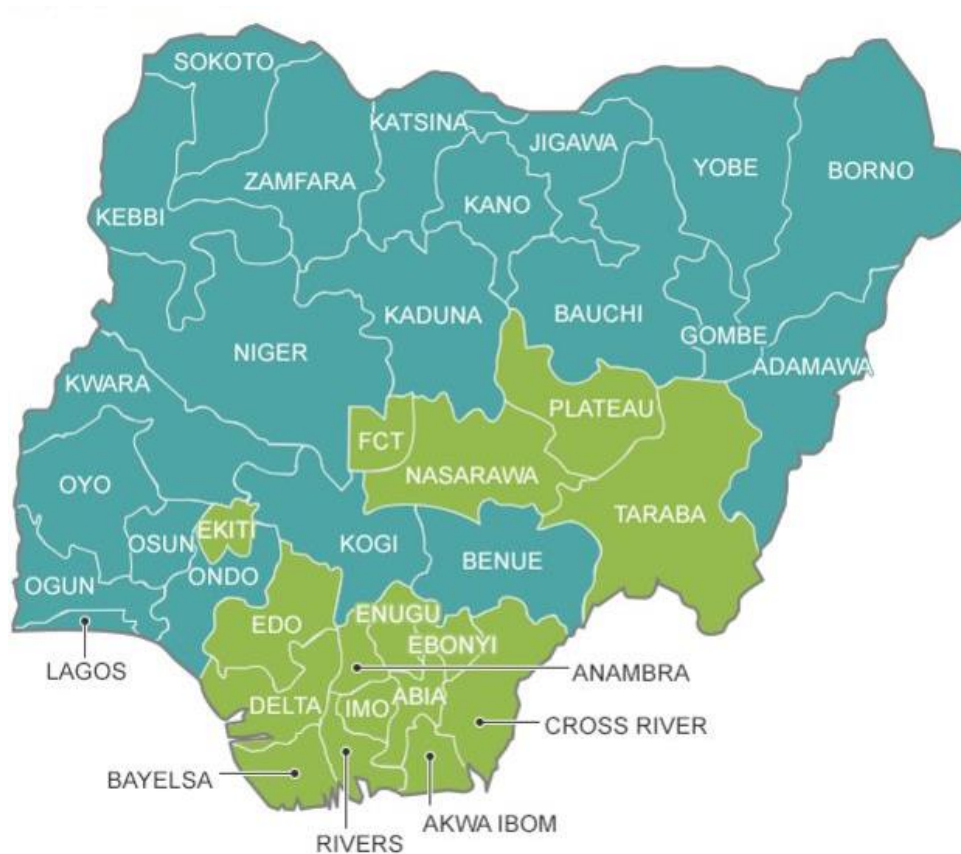 SOKOTO
KATSINA
JIGAWA
YOBE
BORNO
ZAMFARA
KANO
KEBBI
KADUNA
BAUCHI
GOMBE
NIGER
ADAMAWA
KWARA
PLATEAU
FCT
NASARAWA
OYO
TARABA
EKITI
OSUN
KOGI
BENUE
ONDO
OGUN
EDO
ENUGU
EBONYI
LAGOS
ANAMBRA
DELTA
IMO
ABIA
CROSS RIVER
BAYELSA
AKWA IBOM
RIVERS